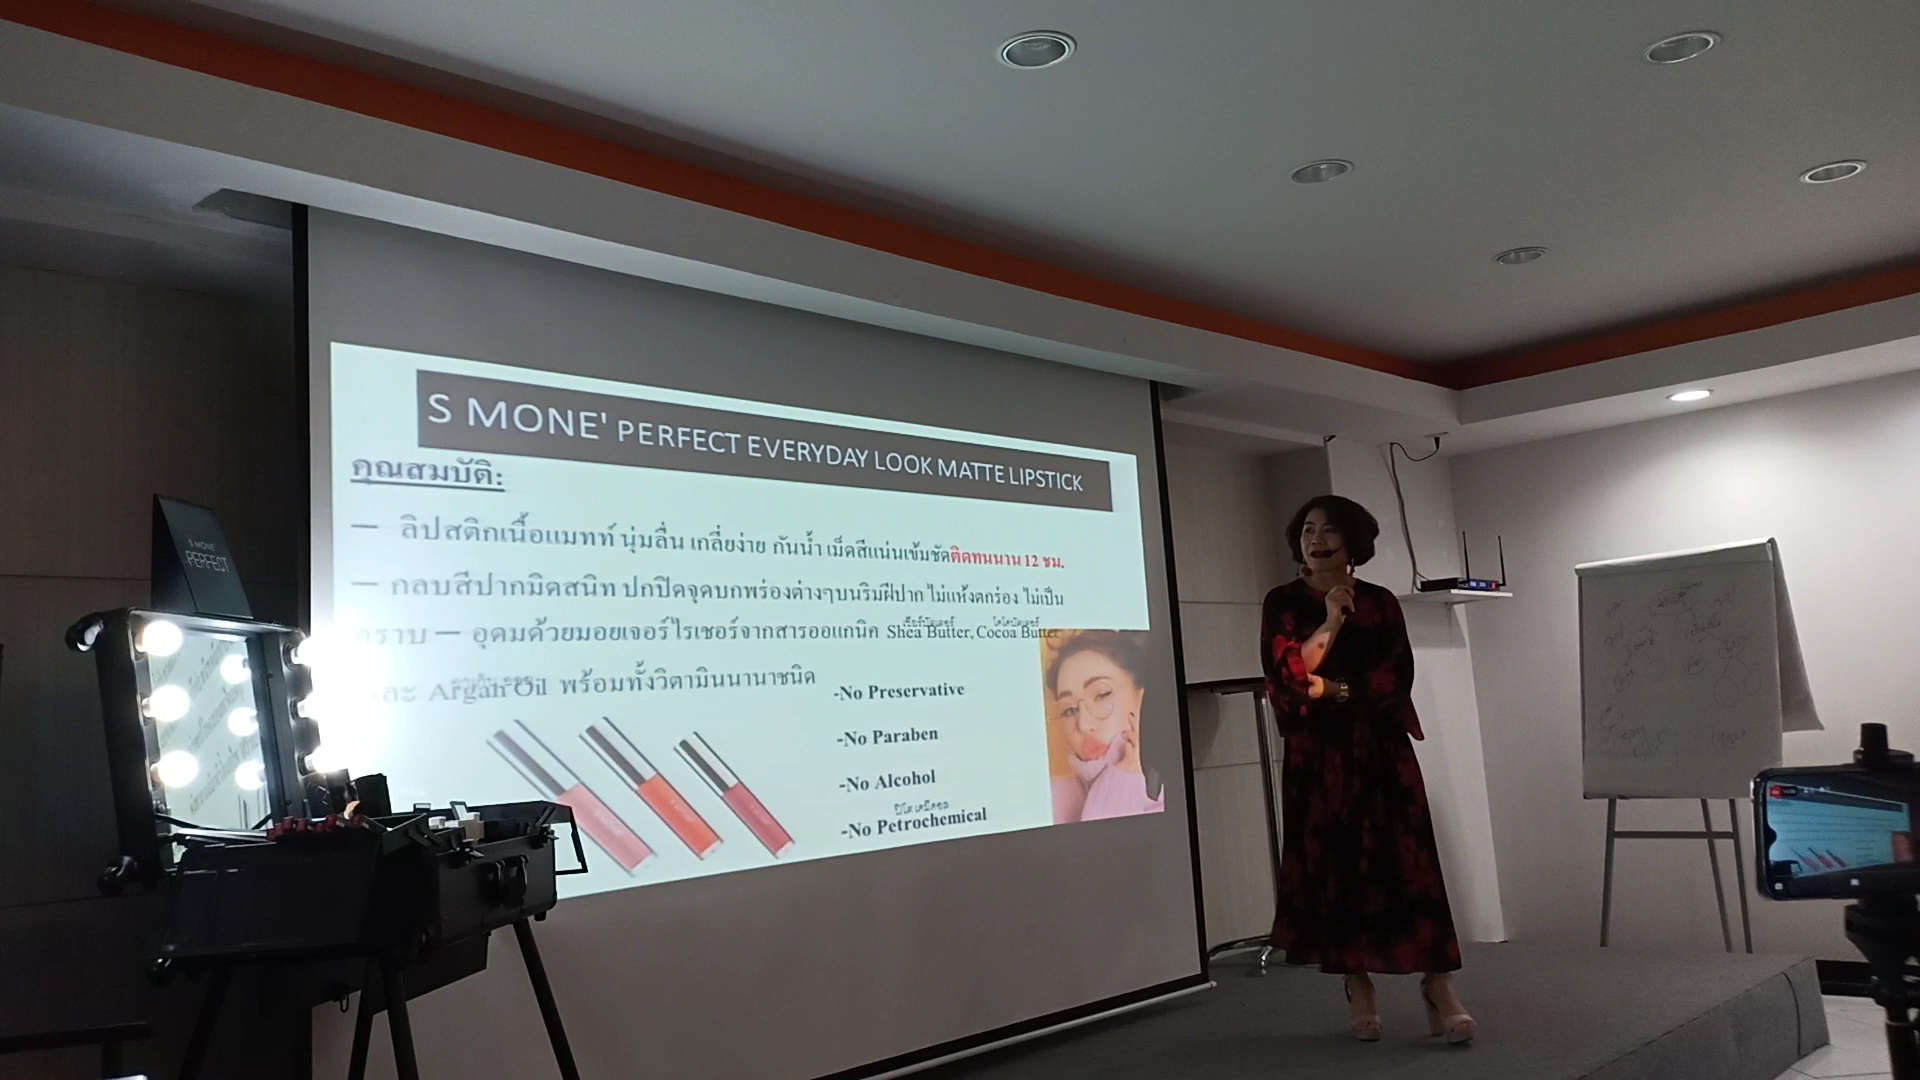 S MONE' PERFECT EVERYDAY LOOK MATTE LIPSTICK
คุณสมบัติ:
— ลิปสติกเนื้อแมทท์ นุ่มลื่น เกลี่ยง่าย กันน้ำ เม็ดสีแน่นเข้มชัดติดทนนาน 12 ชม.
— กลบสีปากมิดสนิท ปกปิดจุดบกพร่องต่างๆบนริมฝีปาก ไม่แห้งตกร่อง ไม่เป็น
คราบ — อุดมด้วยมอยเจอร์ไรเซอร์จากสารออแกนิค Shea Butter, Cocoa Butter
และ Argan Oil พร้อมทั้งวิตามินนานาชนิด
-No Preservative
-No Paraben
-No Alcohol
-No Petrochemical
S MONE'
PERFECT